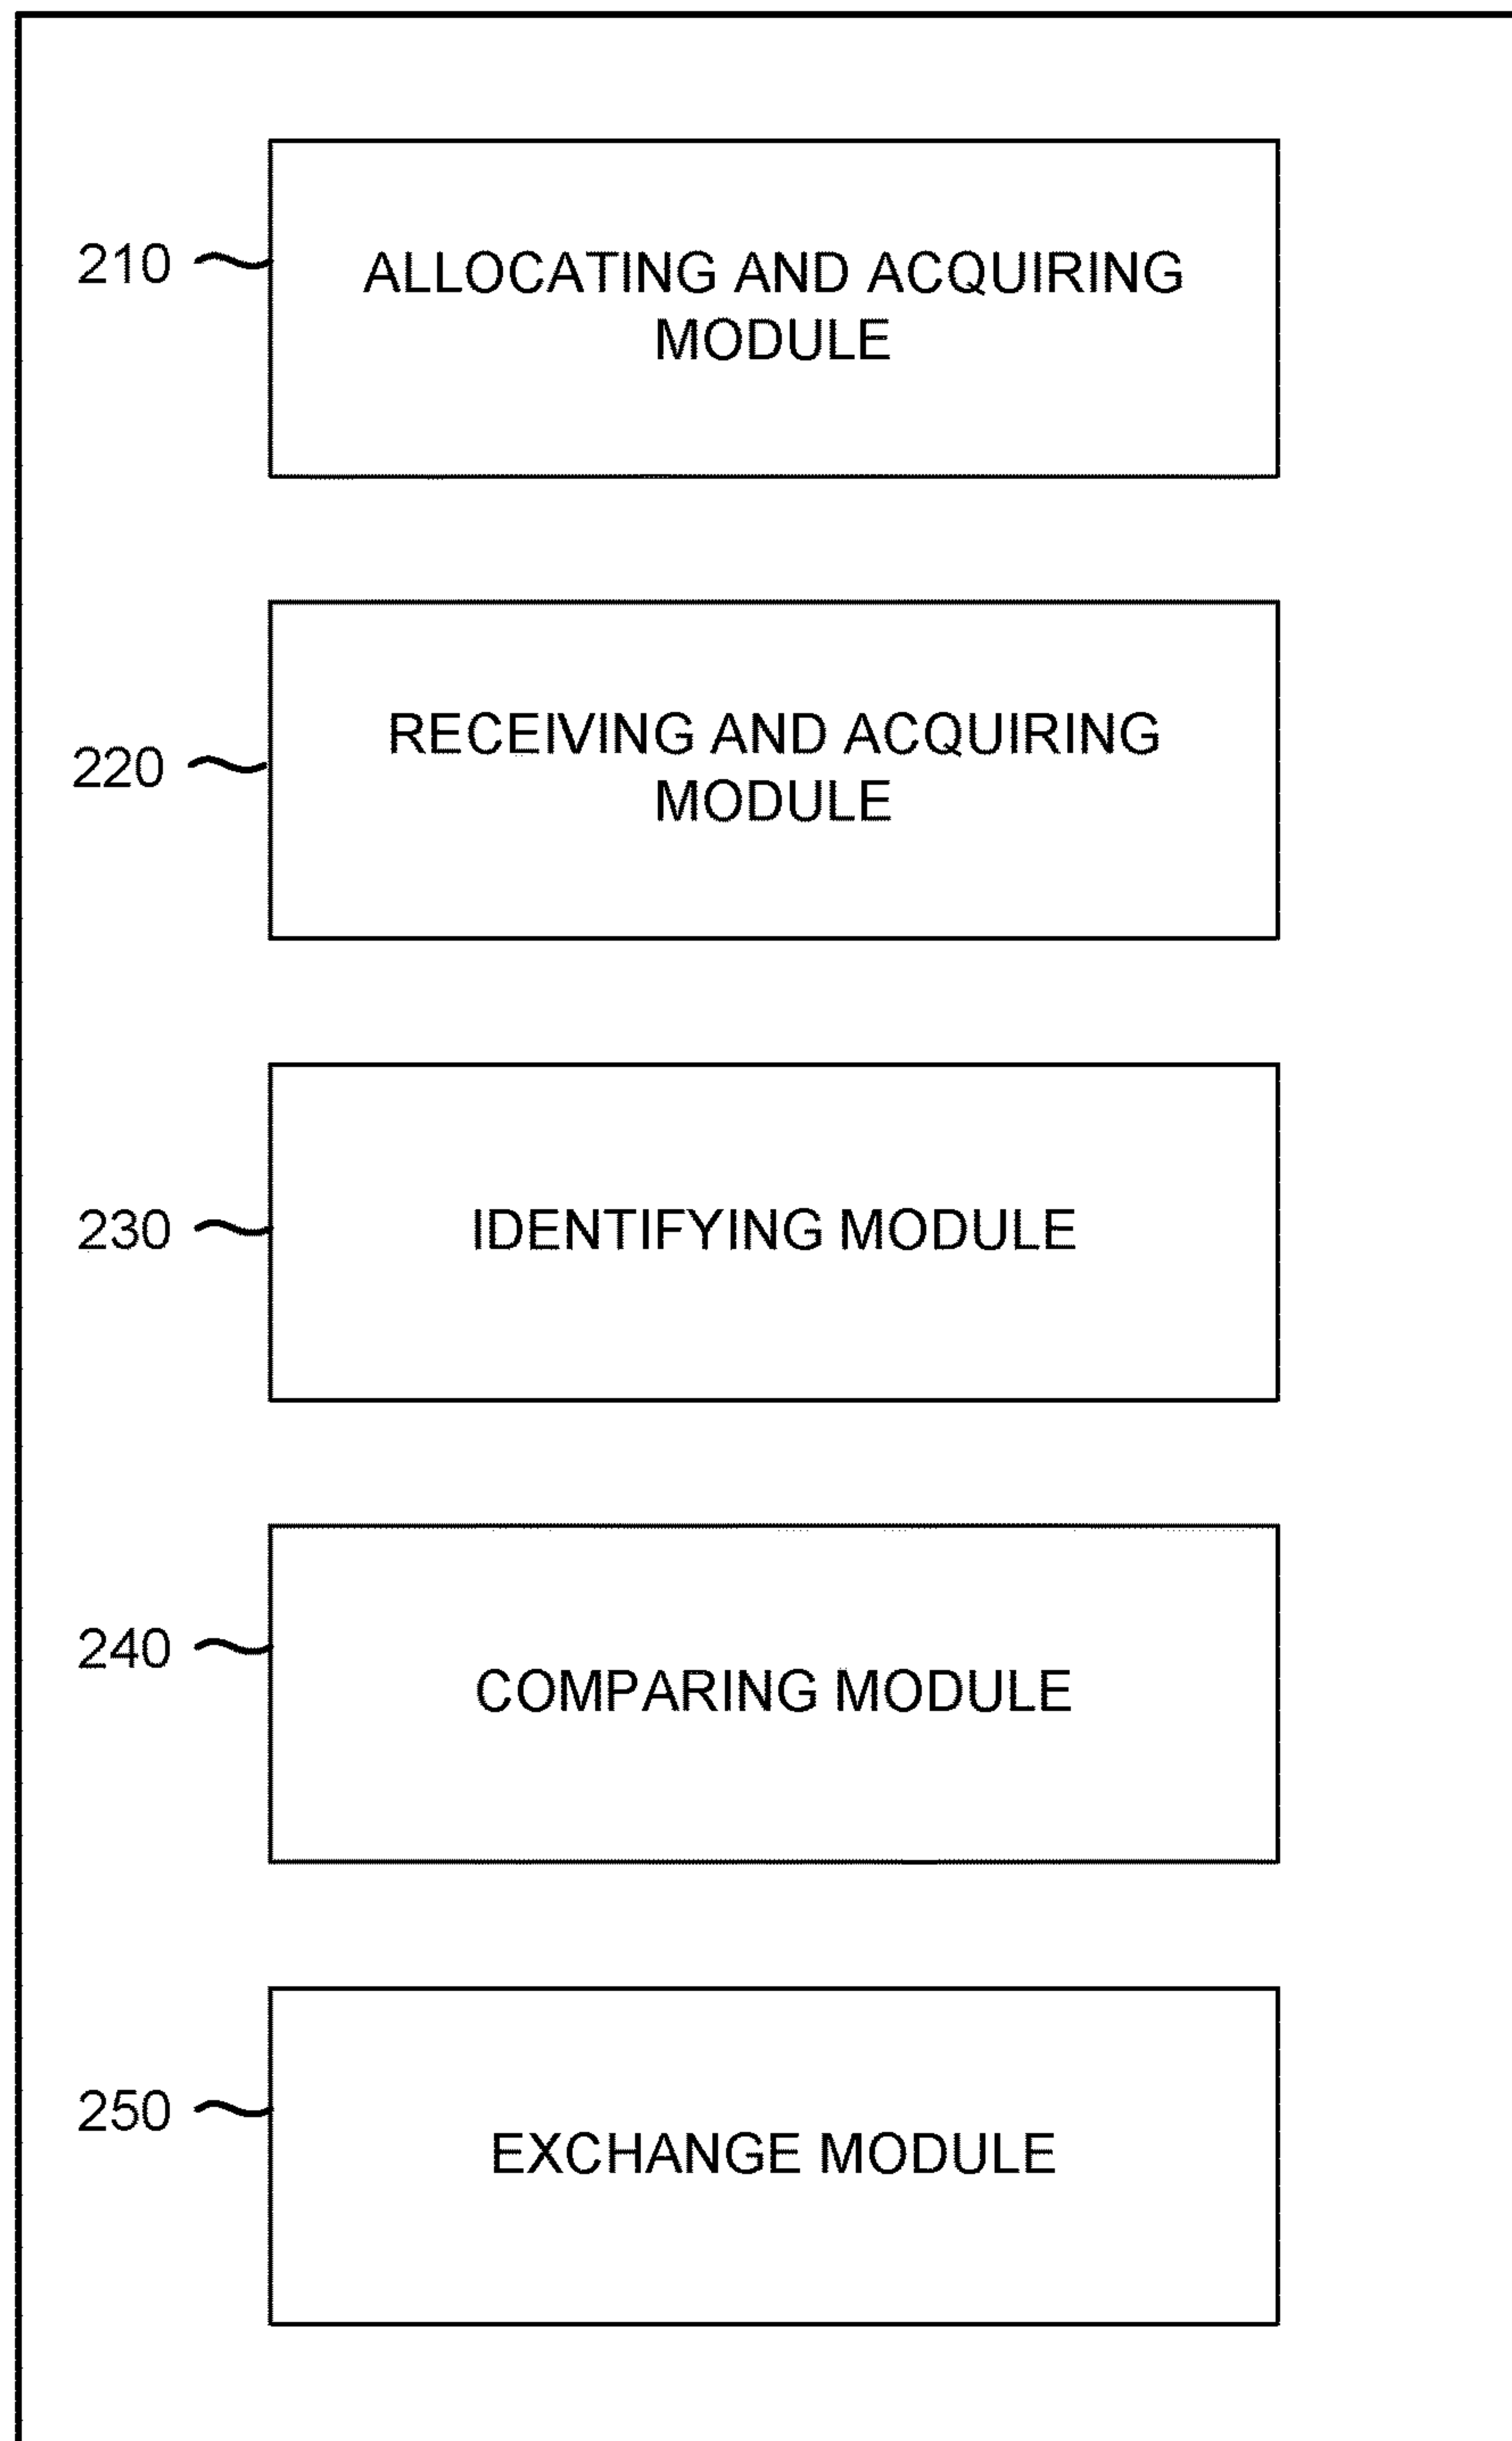 210
ALLOCATING AND ACQUIRING
MODULE
220
RECEIVING AND ACQUIRING
MODULE
230
IDENTIFYING MODULE
240
COMPARING MODULE
250
EXCHANGE MODULE